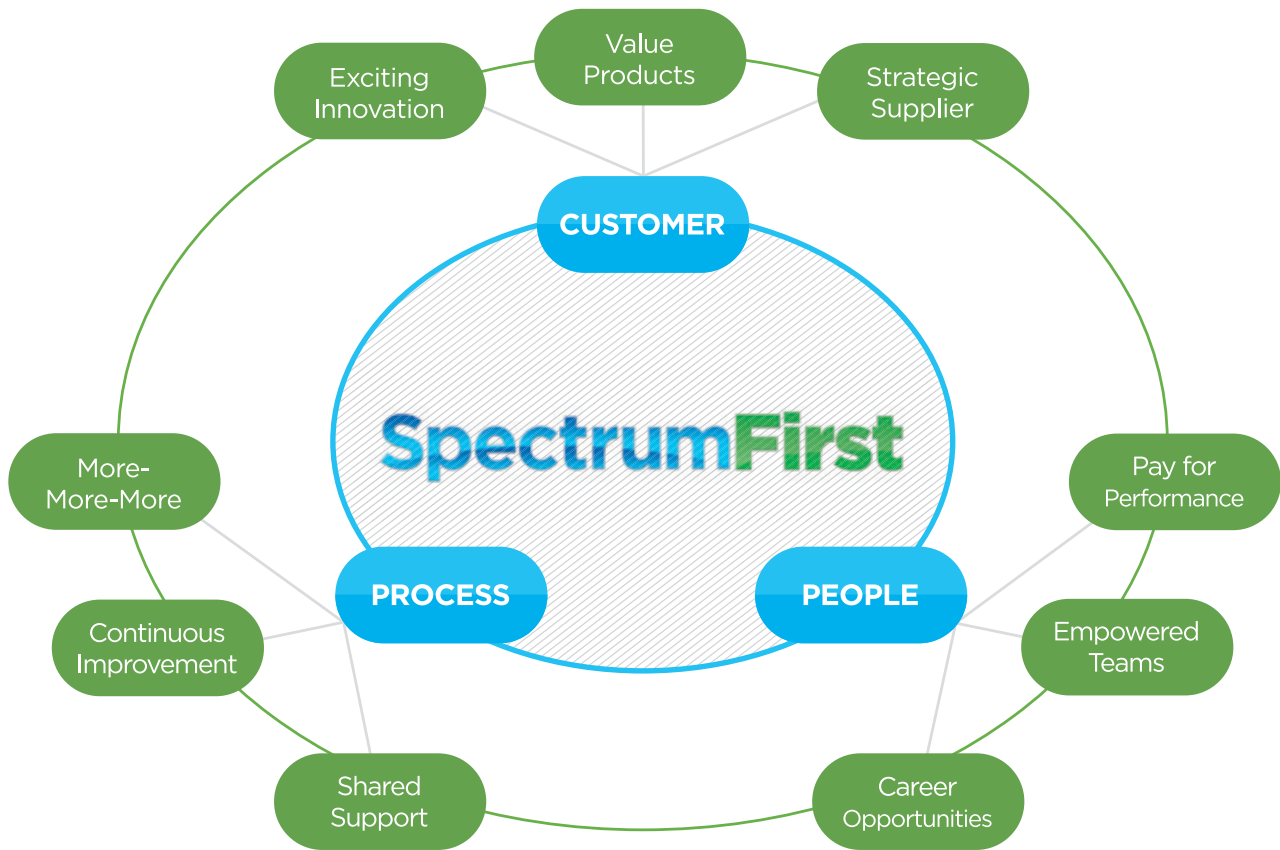 Value
Products
Exciting
Innovation
Strategic
Supplier
CUSTOMER
SpectrumFirst
More-
More-More
Pay for
Performance
PROCESS
PEOPLE
Continuous
Improvement
Empowered
Teams
Shared
Support
Career
Opportunities